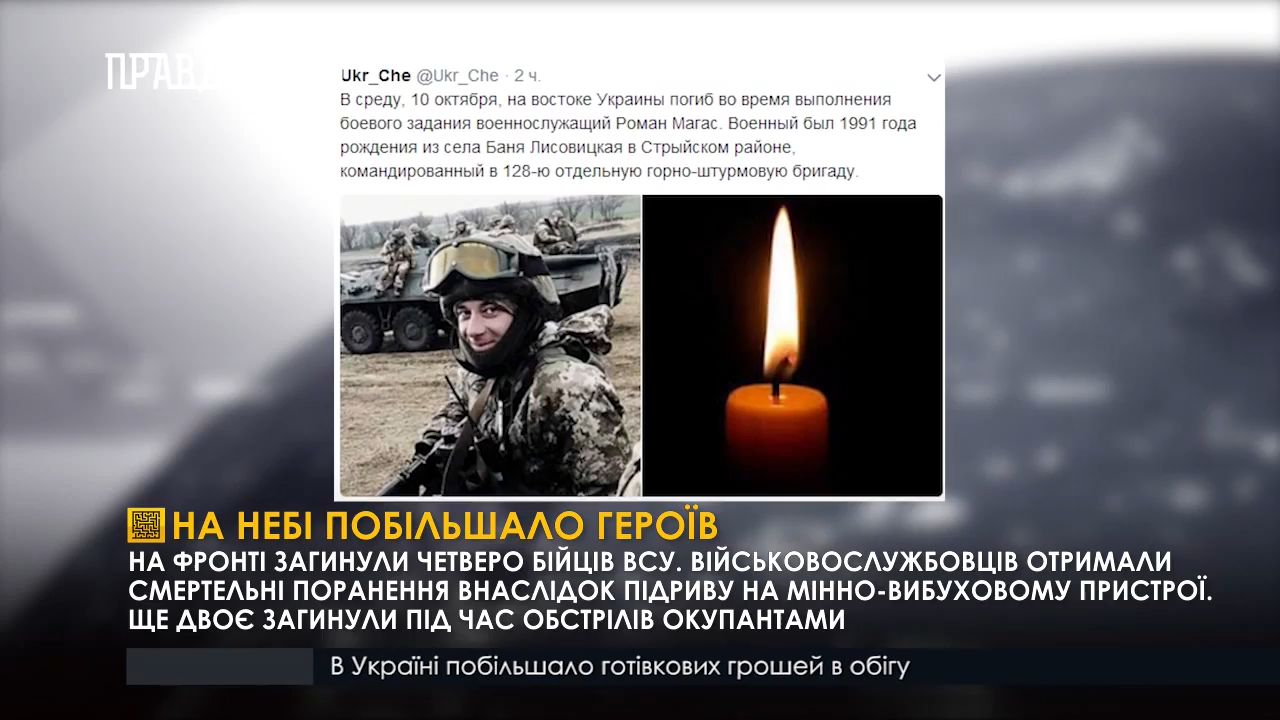 ПРАВД
Ukr_Che @Ukr_Che · 2 ч.
В среду, 10 октября, на востоке Украины погиб во время выполнения
боевого задания военнослужащий Роман Магас. Военный был 1991 года
рождения из села Баня Лисовицкая в Стрыйском районе,
командированный в 128-ю отдельную горно-штурмовую бригаду.
НА НЕБІ ПОБІЛЬШАЛО ГЕРОЇВ
НА ФРОНТІ ЗАГИНУЛИ ЧЕТВЕРО БІЙЦІВ ВСУ. ВІЙСЬКОВОСЛУЖБОВЦІВ ОТРИМАЛИ
СМЕРТЕЛЬНІ ПОРАНЕННЯ ВНАСЛІДОК ПІДРИВУ НА МІННО-ВИБУХОВОМУ ПРИСТРОЇ.
ЩЕ ДВОЄ ЗАГИНУЛИ ПІД ЧАС ОБСТРІЛІВ ОКУПАНТАМИ
В Україні побільшало готівкових грошей в обігу